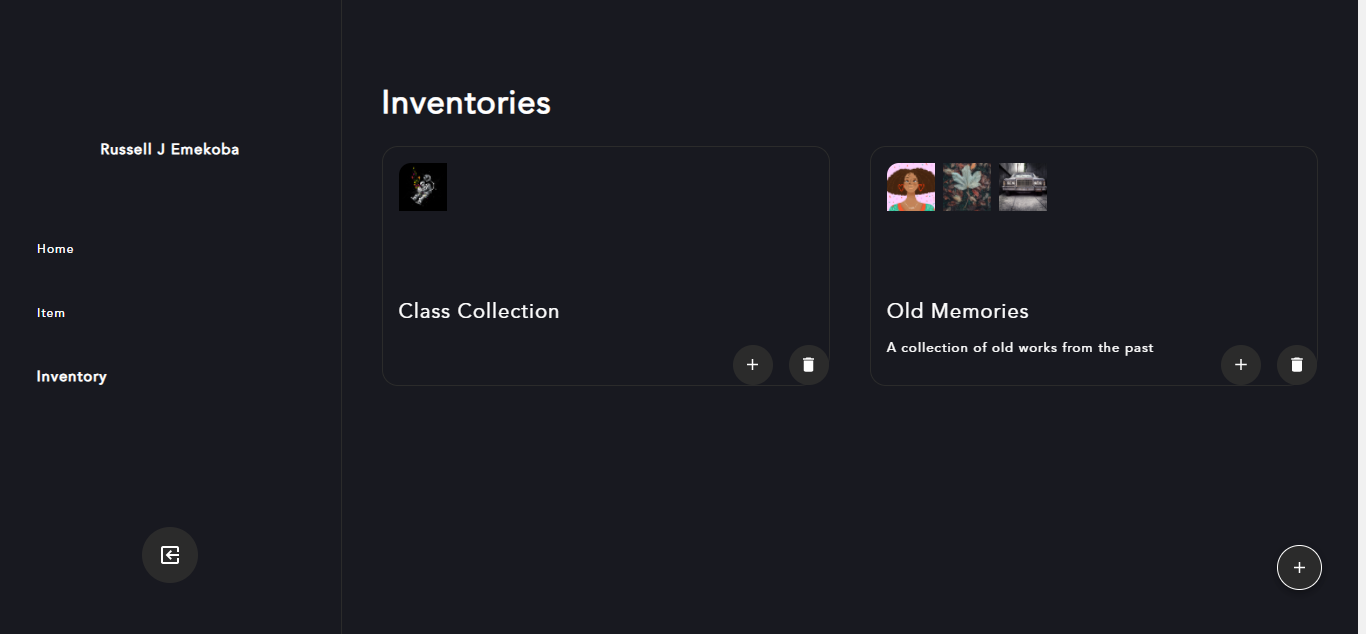 Russell J Emekoba
Home
Item
Inventory
Inventories
Class Collection
Old Memories
A collection of old works from the past